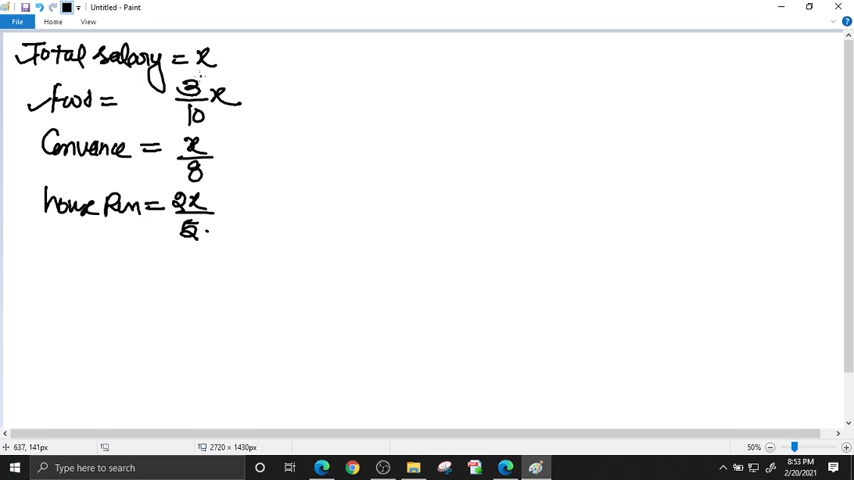 Untitled - Paint
File Home View
Total salary = x
food = 3/10 x
Convence = x/8
house Ren = 2x/5.
637, 141px 2720 × 1430px 50%
Type here to search
8:53 PM
2/20/2021